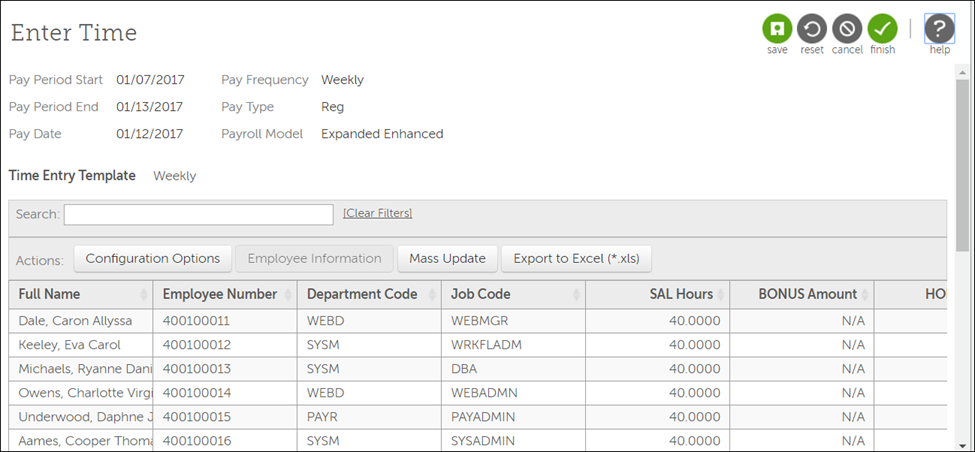 Enter Time
save reset cancel finish help
Pay Period Start 01/07/2017 Pay Frequency Weekly
Pay Period End 01/13/2017 Pay Type Reg
Pay Date 01/12/2017 Payroll Model Expanded Enhanced
Time Entry Template Weekly
Search: [Clear Filters]
Actions: Configuration Options Employee Information Mass Update Export to Excel (*.xls)
Full Name Employee Number Department Code Job Code SAL Hours BONUS Amount HO
Dale, Caron Allyssa 400100011 WEBD WEBMGR 40.0000 N/A
Keeley, Eva Carol 400100012 SYSM WRKFLADM 40.0000 N/A
Michaels, Ryanne Dani 400100013 SYSM DBA 40.0000 N/A
Owens, Charlotte Virgi 400100014 WEBD WEBADMN 40.0000 N/A
Underwood, Daphne J 400100015 PAYR PAYADMIN 40.0000 N/A
Aames, Cooper Thoma 400100016 SYSM SYSADMIN 40.0000 N/A